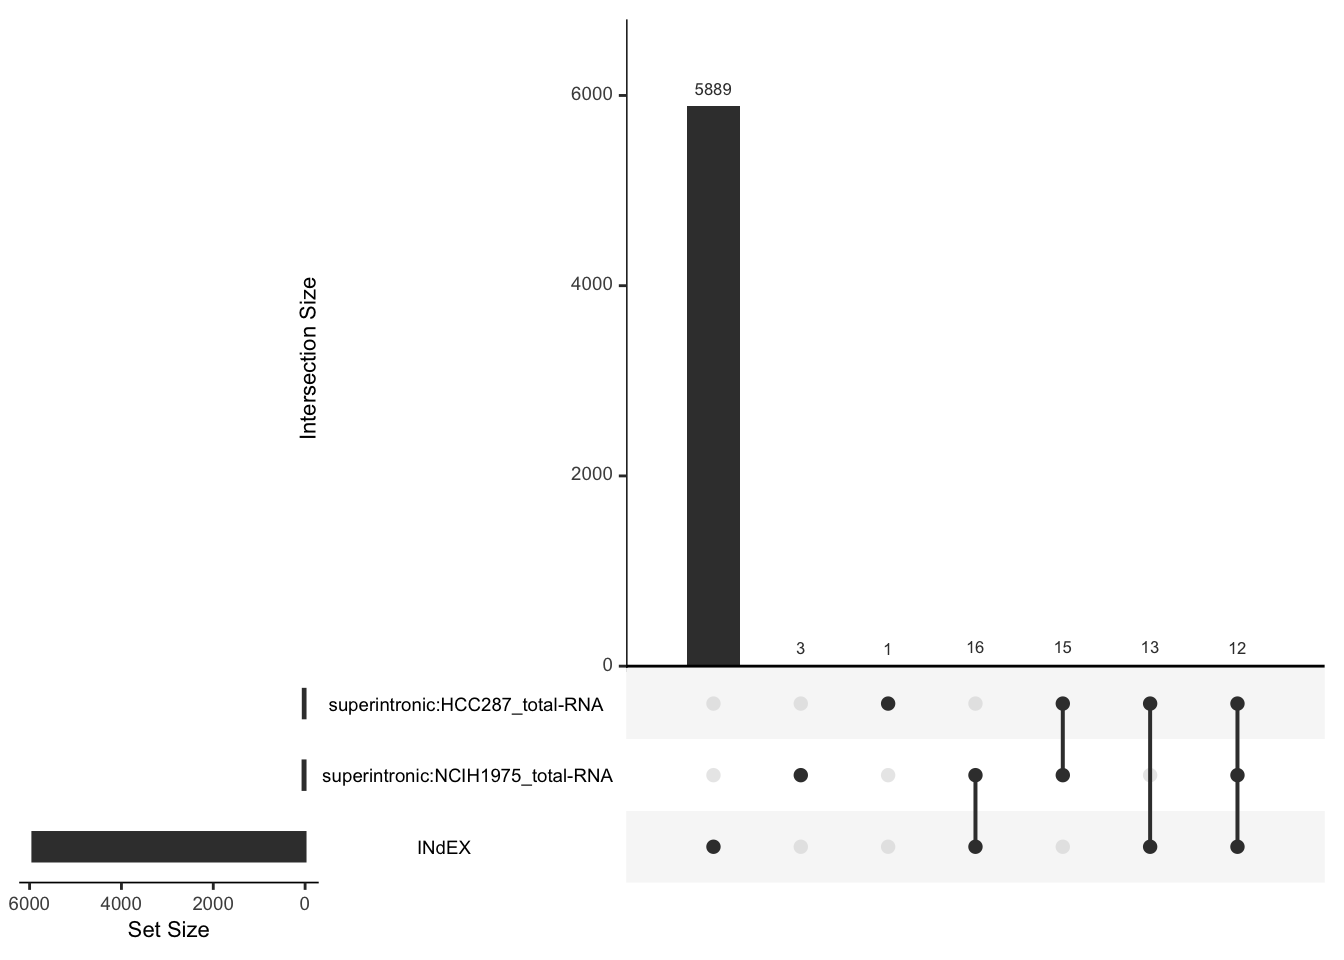 6000
5889
4000
Intersection Size
2000
0
3
1
16
15
13
12
superintronic:HCC287_total-RNA
superintronic:NCIH1975_total-RNA
INdEX
6000 4000 2000 0
Set Size